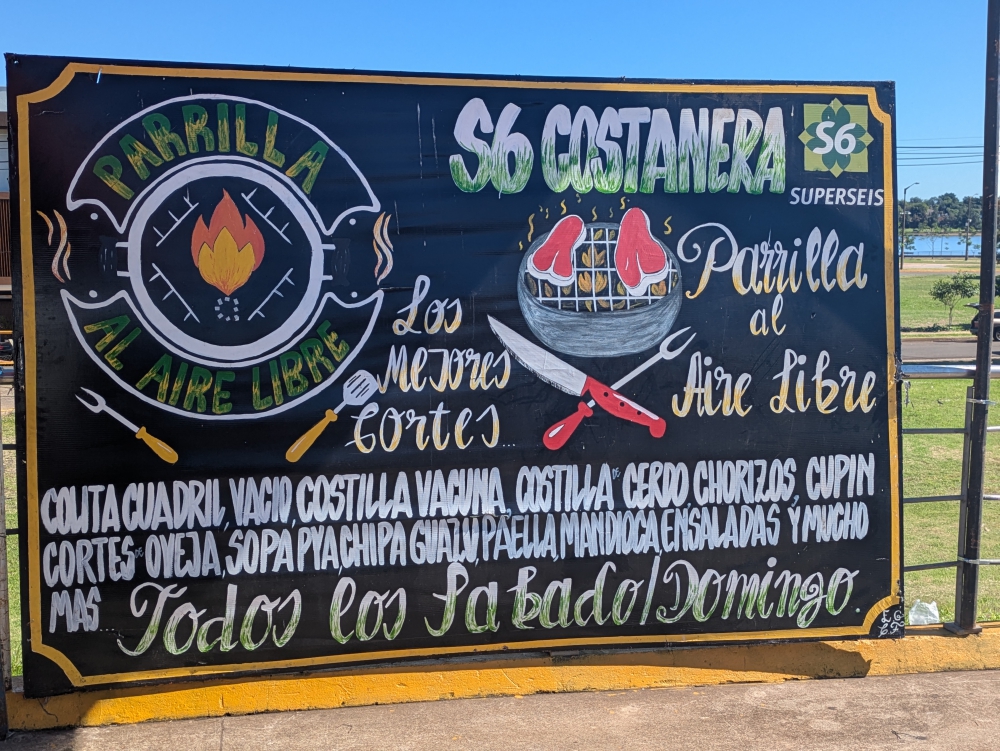 PARRILLA
AL AIRE LIBRE
S6 COSTANERA
S6
SUPERSEIS
Los
Mejores
Cortes...
Parrilla
al
Aire Libre
COLITA CUADRIL, VACIO, COSTILLA VACUNA, COSTILLA DE CERDO CHORIZOS, CUPIN
CORTES DE OVEJA, SOPA PYA, CHIPA GUAZU, PAELLA, MANDIOCA, ENSALADAS Y MUCHO
MAS...
Todos los Sabado/Domingo.